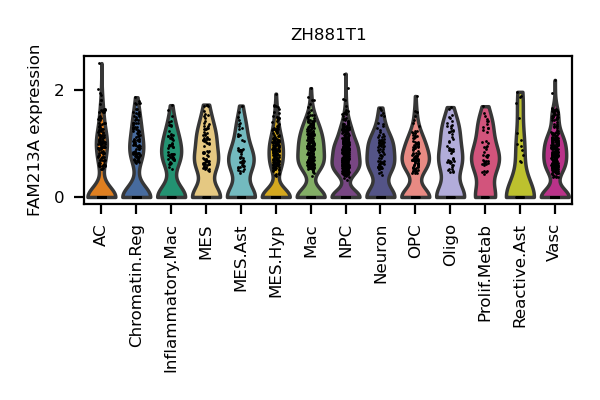 ZH881T1
FAM213A expression
2
0
AC
Chromatin.Reg
Inflammatory.Mac
MES
MES.Ast
MES.Hyp
Mac
NPC
Neuron
OPC
Oligo
Prolif.Metab
Reactive.Ast
Vasc